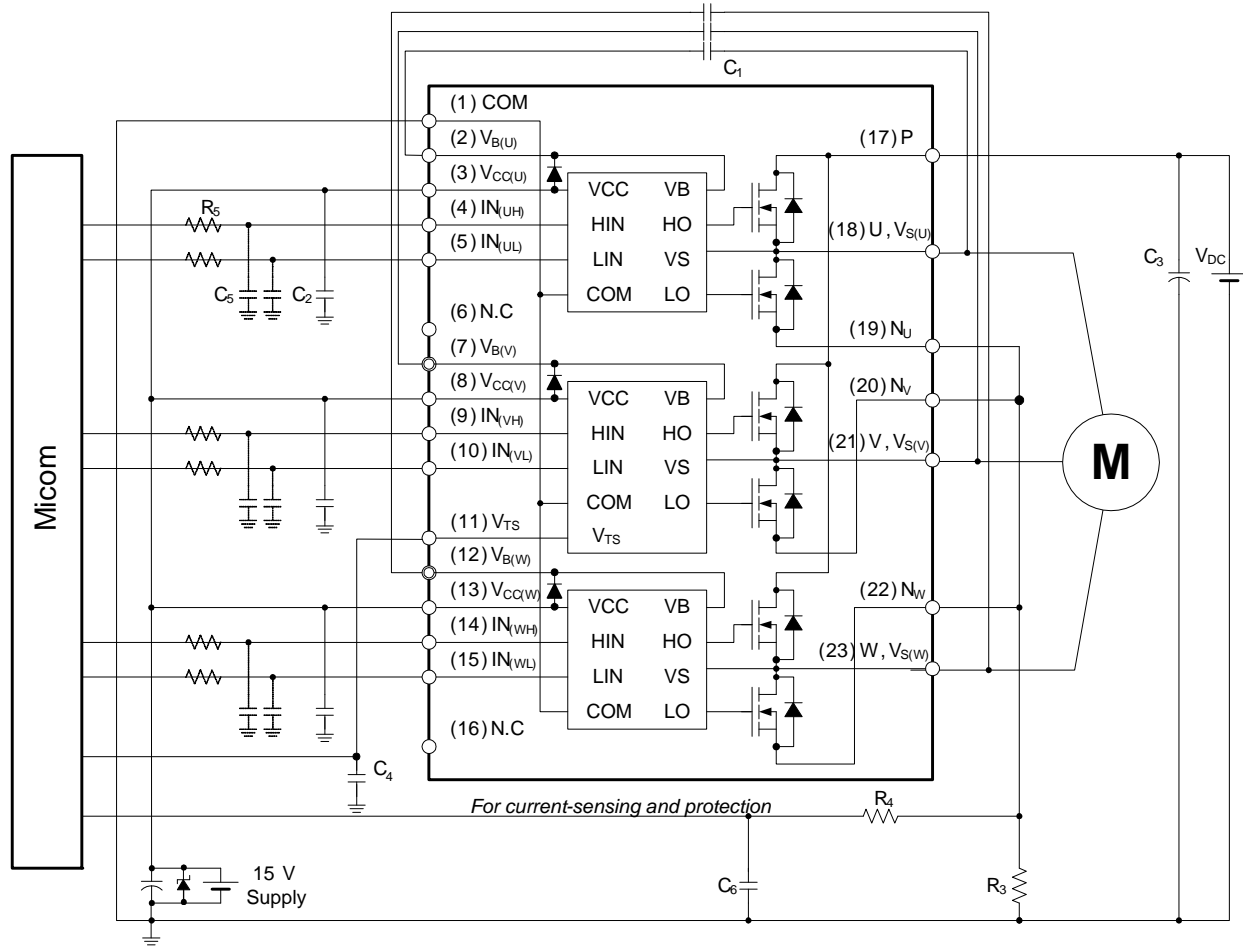 C1
(1) COM
(2) VB(U)
(3) VCC(U)
(4) IN(UH)
(5) IN(UL)
(6) N.C
(7) VB(V)
(8) VCC(V)
(9) IN(VH)
(10) IN(VL)
(11) VTS
(12) VB(W)
(13) VCC(W)
(14) IN(WH)
(15) IN(WL)
(16) N.C
VCC VB
HIN HO
LIN VS
COM LO
VCC VB
HIN HO
LIN VS
COM LO
VTS
VCC VB
HIN HO
LIN VS
COM LO
(17) P
(18) U, VS(U)
(19) NU
(20) NV
(21) V, VS(V)
(22) NW
(23) W, VS(W)
Micom
R5
C5
C2
C4
C3
VDC
M
For current-sensing and protection
R4
15 V
Supply
C6
R3